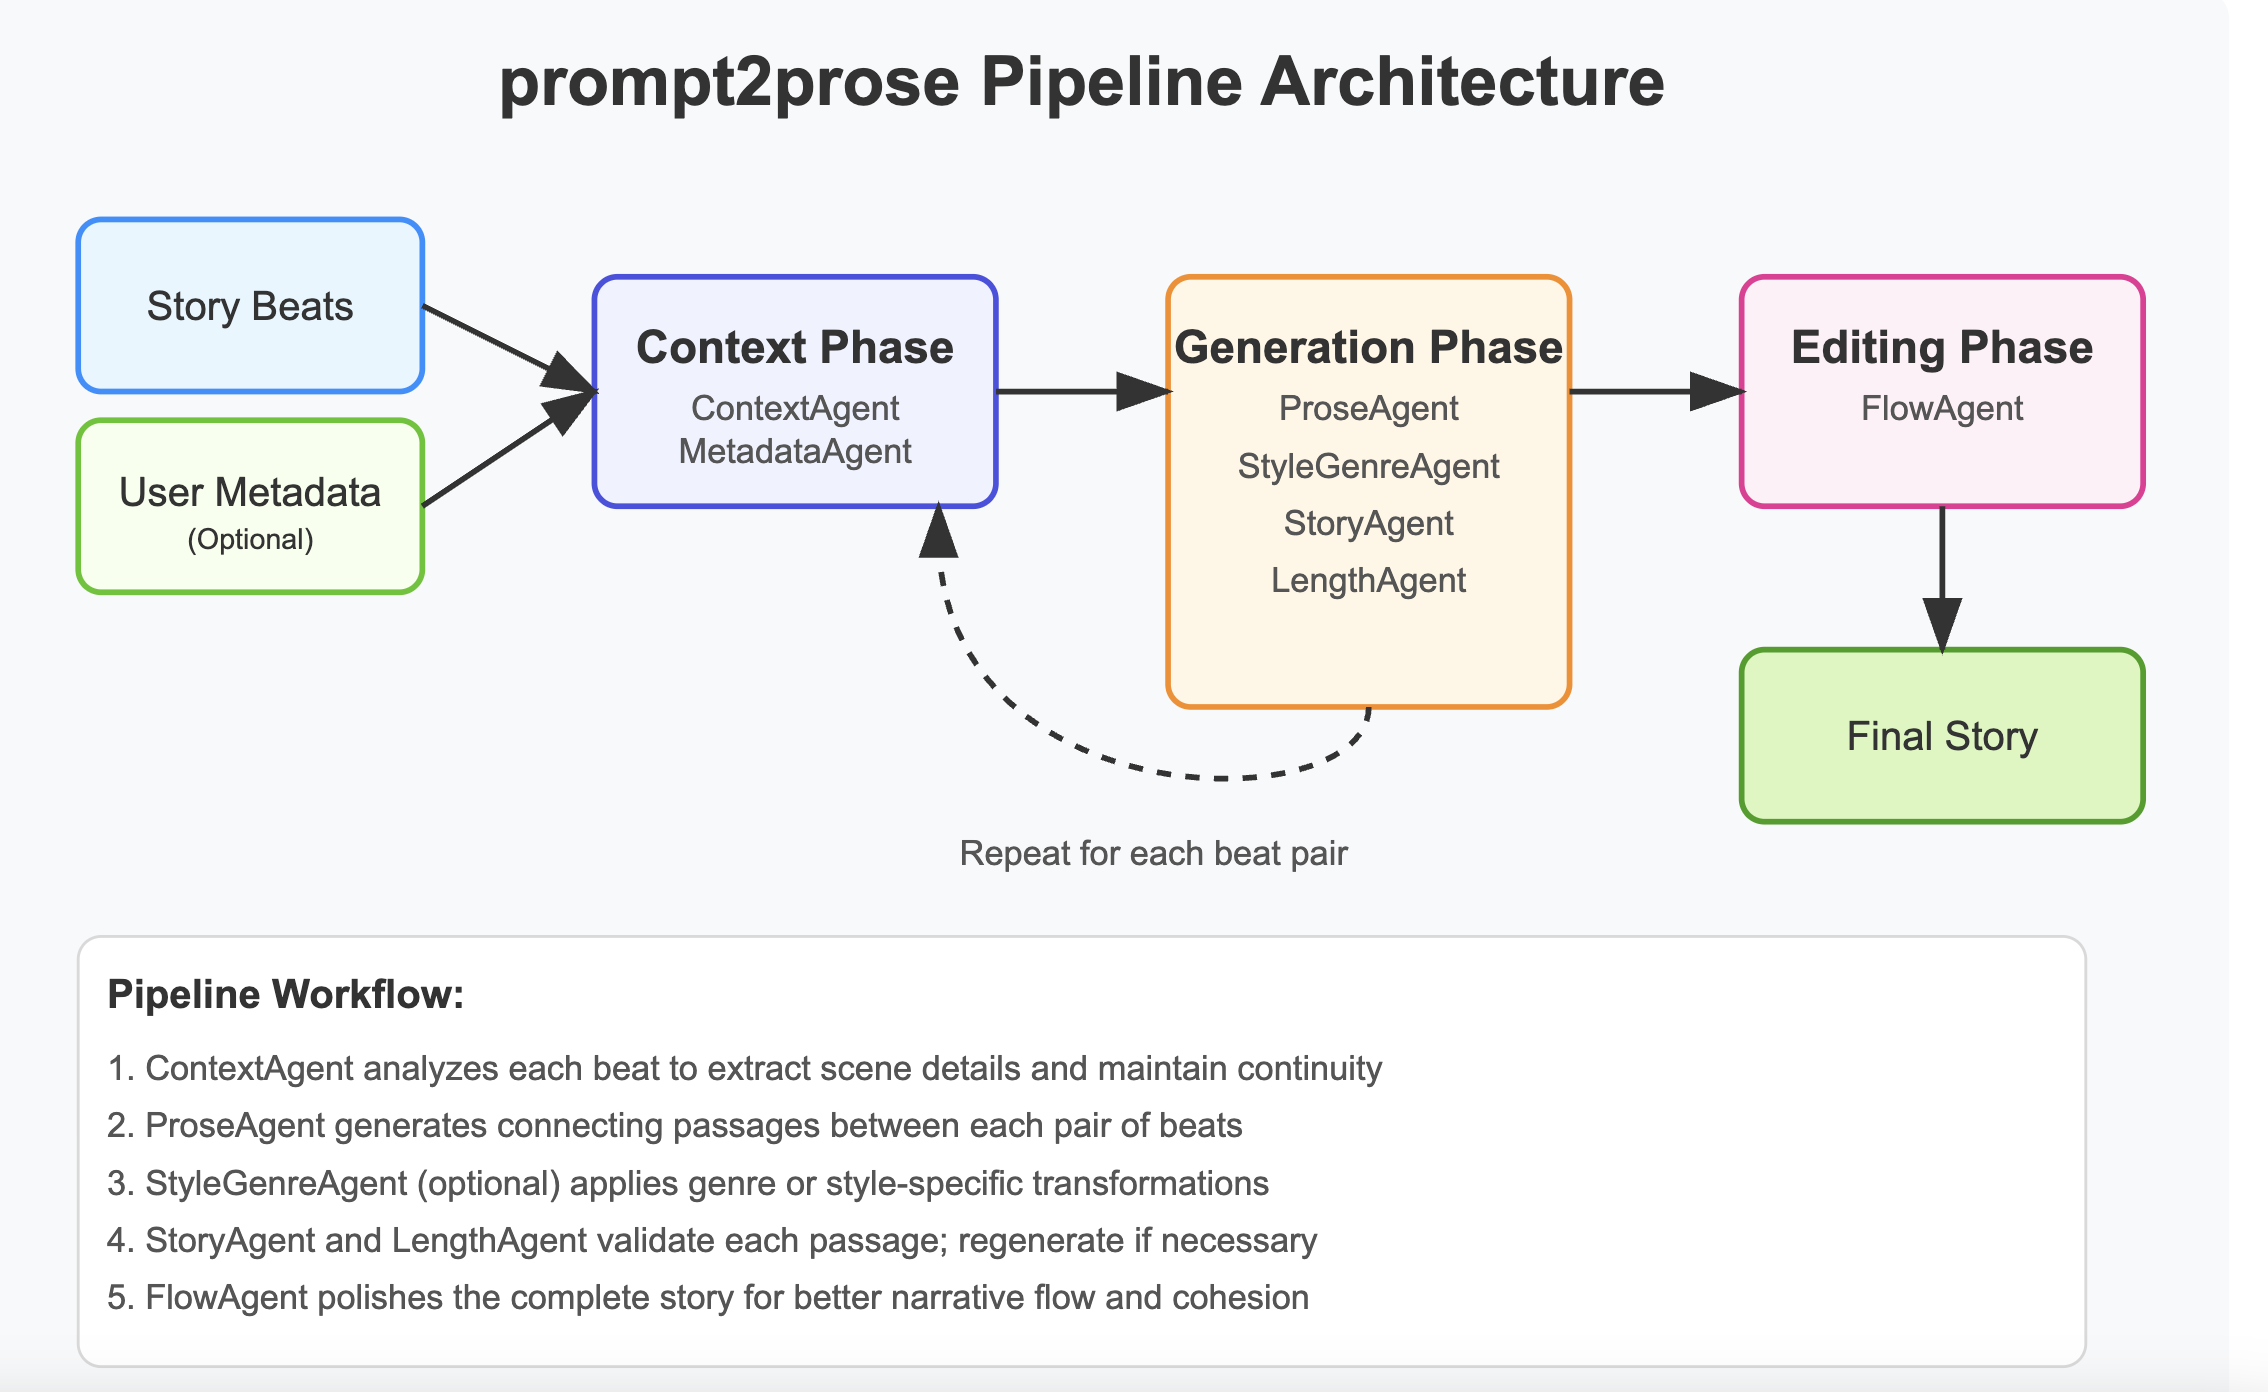 prompt2prose Pipeline Architecture
Story Beats
User Metadata
(Optional)
Context Phase
ContextAgent
MetadataAgent
Generation Phase
ProseAgent
StyleGenreAgent
StoryAgent
LengthAgent
Editing Phase
FlowAgent
Final Story
Repeat for each beat pair
Pipeline Workflow:
1. ContextAgent analyzes each beat to extract scene details and maintain continuity
2. ProseAgent generates connecting passages between each pair of beats
3. StyleGenreAgent (optional) applies genre or style-specific transformations
4. StoryAgent and LengthAgent validate each passage; regenerate if necessary
5. FlowAgent polishes the complete story for better narrative flow and cohesion